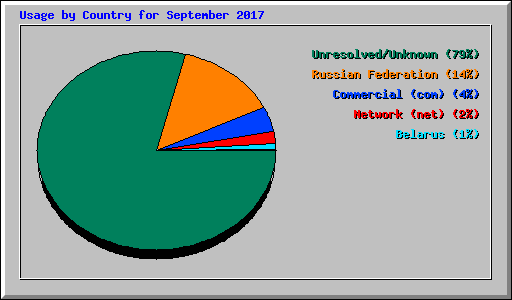 Usage by Country for September 2017
Unresolved/Unknown (79%)
Russian Federation (14%)
Commercial (com) (4%)
Network (net) (2%)
Belarus (1%)